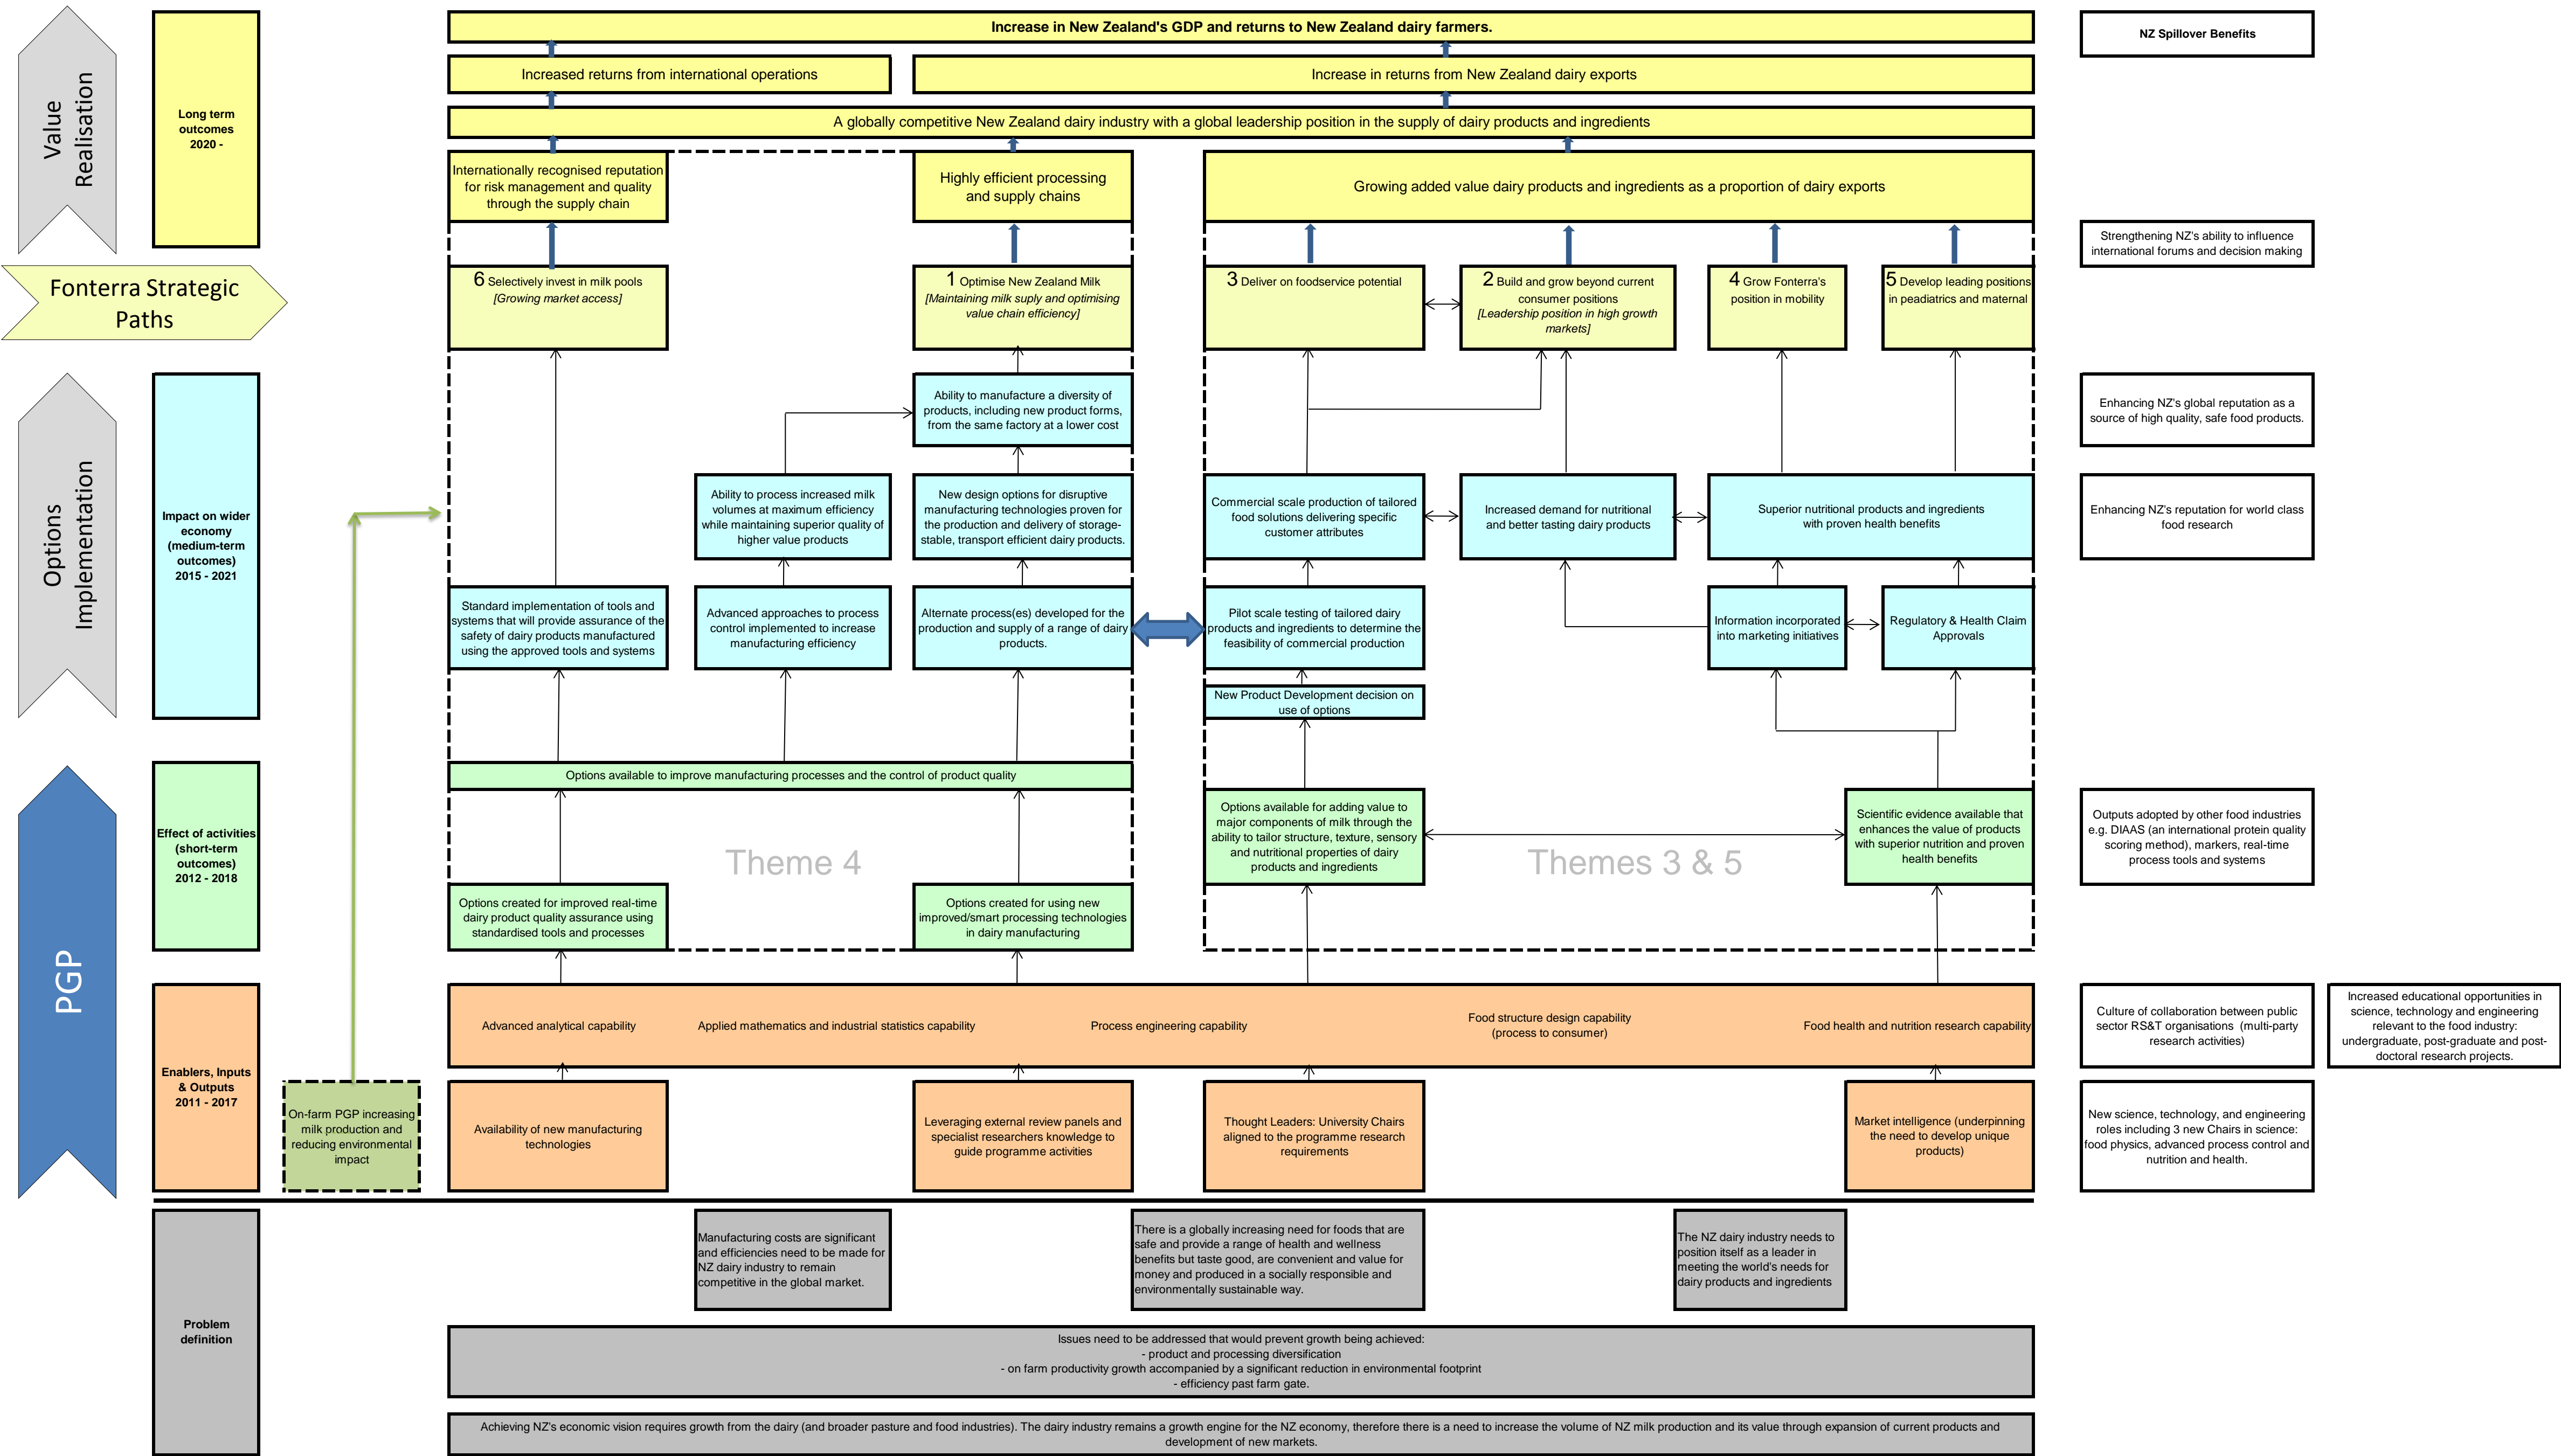 Increase in New Zealand's GDP and returns to New Zealand dairy farmers.
NZ Spillover Benefits
Value
Realisation
Long term
outcomes
2020 -
Increased returns from international operations
Increase in returns from New Zealand dairy exports
A globally competitive New Zealand dairy industry with a global leadership position in the supply of dairy products and ingredients
Internationally recognised reputation
for risk management and quality
through the supply chain
Highly efficient processing
and supply chains
Growing added value dairy products and ingredients as a proportion of dairy exports
Strengthening NZ's ability to influence
international forums and decision making
Fonterra Strategic
Paths
6 Selectively invest in milk pools
[Growing market access]
1 Optimise New Zealand Milk
[Maintaining milk suply and optimising
value chain efficiency]
3 Deliver on foodservice potential
2 Build and grow beyond current
consumer positions
[Leadership position in high growth
markets]
4 Grow Fonterra's
position in mobility
5 Develop leading positions
in peadiatrics and maternal
Options
Implementation
Impact on wider
economy
(medium-term
outcomes)
2015 - 2021
Ability to manufacture a diversity of
products, including new product forms,
from the same factory at a lower cost
Enhancing NZ's global reputation as a
source of high quality, safe food products.
Ability to process increased milk
volumes at maximum efficiency
while maintaining superior quality of
higher value products
New design options for disruptive
manufacturing technologies proven for
the production and delivery of storage-
stable, transport efficient dairy products.
Commercial scale production of tailored
food solutions delivering specific
customer attributes
Increased demand for nutritional
and better tasting dairy products
Superior nutritional products and ingredients
with proven health benefits
Enhancing NZ's reputation for world class
food research
Standard implementation of tools and
systems that will provide assurance of the
safety of dairy products manufactured
using the approved tools and systems
Advanced approaches to process
control implemented to increase
manufacturing efficiency
Alternate process(es) developed for the
production and supply of a range of dairy
products.
Pilot scale testing of tailored dairy
products and ingredients to determine the
feasibility of commercial production
Information incorporated
into marketing initiatives
Regulatory & Health Claim
Approvals
New Product Development decision on
use of options
PGP
Effect of activities
(short-term
outcomes)
2012 - 2018
Options available to improve manufacturing processes and the control of product quality
Options available for adding value to
major components of milk through the
ability to tailor structure, texture, sensory
and nutritional properties of dairy
products and ingredients
Scientific evidence available that
enhances the value of products
with superior nutrition and proven
health benefits
Outputs adopted by other food industries
e.g. DIAAS (an international protein quality
scoring method), markers, real-time
process tools and systems
Theme 4
Themes 3 & 5
Options created for improved real-time
dairy product quality assurance using
standardised tools and processes
Options created for using new
improved/smart processing technologies
in dairy manufacturing
Enablers, Inputs
& Outputs
2011 - 2017
Advanced analytical capability
Applied mathematics and industrial statistics capability
Process engineering capability
Food structure design capability
(process to consumer)
Food health and nutrition research capability
Culture of collaboration between public
sector RS&T organisations (multi-party
research activities)
Increased educational opportunities in
science, technology and engineering
relevant to the food industry:
undergraduate, post-graduate and post-
doctoral research projects.
On-farm PGP increasing
milk production and
reducing environmental
impact
Availability of new manufacturing
technologies
Leveraging external review panels and
specialist researchers knowledge to
guide programme activities
Thought Leaders: University Chairs
aligned to the programme research
requirements
Market intelligence (underpinning
the need to develop unique
products)
New science, technology, and engineering
roles including 3 new Chairs in science:
food physics, advanced process control and
nutrition and health.
Problem
definition
Manufacturing costs are significant
and efficiencies need to be made for
NZ dairy industry to remain
competitive in the global market.
There is a globally increasing need for foods that are
safe and provide a range of health and wellness
benefits but taste good, are convenient and value for
money and produced in a socially responsible and
environmentally sustainable way.
The NZ dairy industry needs to
position itself as a leader in
meeting the world's needs for
dairy products and ingredients
Issues need to be addressed that would prevent growth being achieved:
- product and processing diversification
- on farm productivity growth accompanied by a significant reduction in environmental footprint
- efficiency past farm gate.
Achieving NZ's economic vision requires growth from the dairy (and broader pasture and food industries). The dairy industry remains a growth engine for the NZ economy, therefore there is a need to increase the volume of NZ milk production and its value through expansion of current products and
development of new markets.